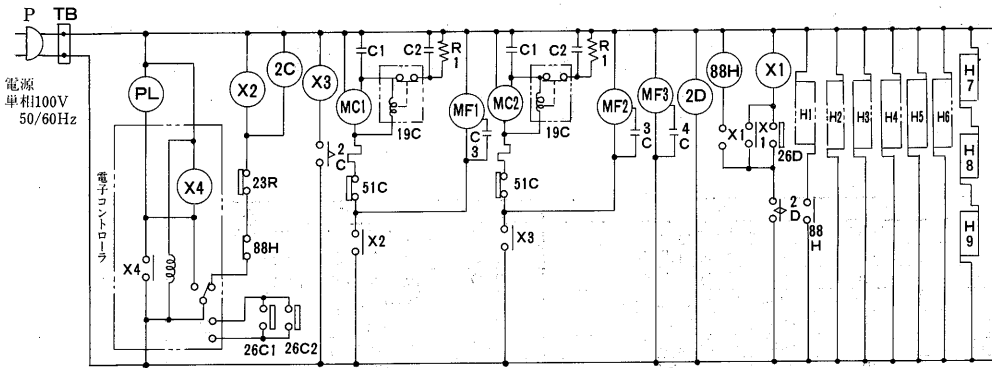 P TB
電源
単相100V
50/60Hz
PL
X4
X4
電子コントローラ
X2
2C
23R
88H
26C1 26C2
X3
2
C
MC1
C1
C2
R
1
19C
51C
X2
MF1
C
3
MC2
C1
C2
R
1
19C
51C
X3
MF2
3
C
MF3
4
C
2D
88H
X1
X1
X
1
26D
2
D
88
H
H1
H2
H3
H4
H5
H6
H7
H8
H9